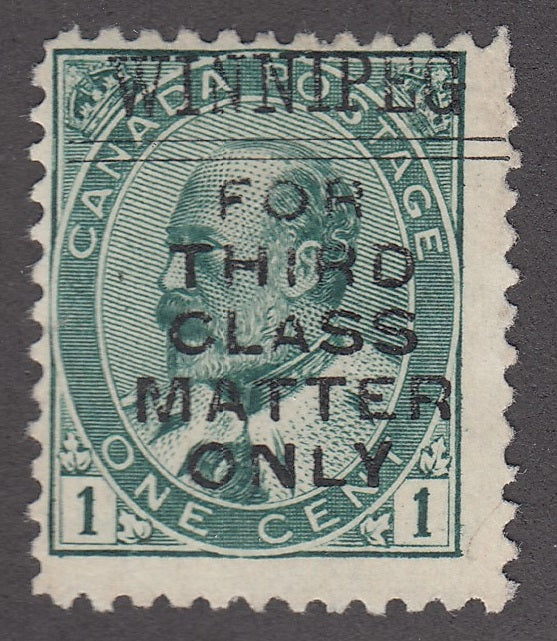 WINNIPEG
CANADA POSTAGE
FOR
THIRD
CLASS
MATTER
ONLY
ONE CENT
1 1